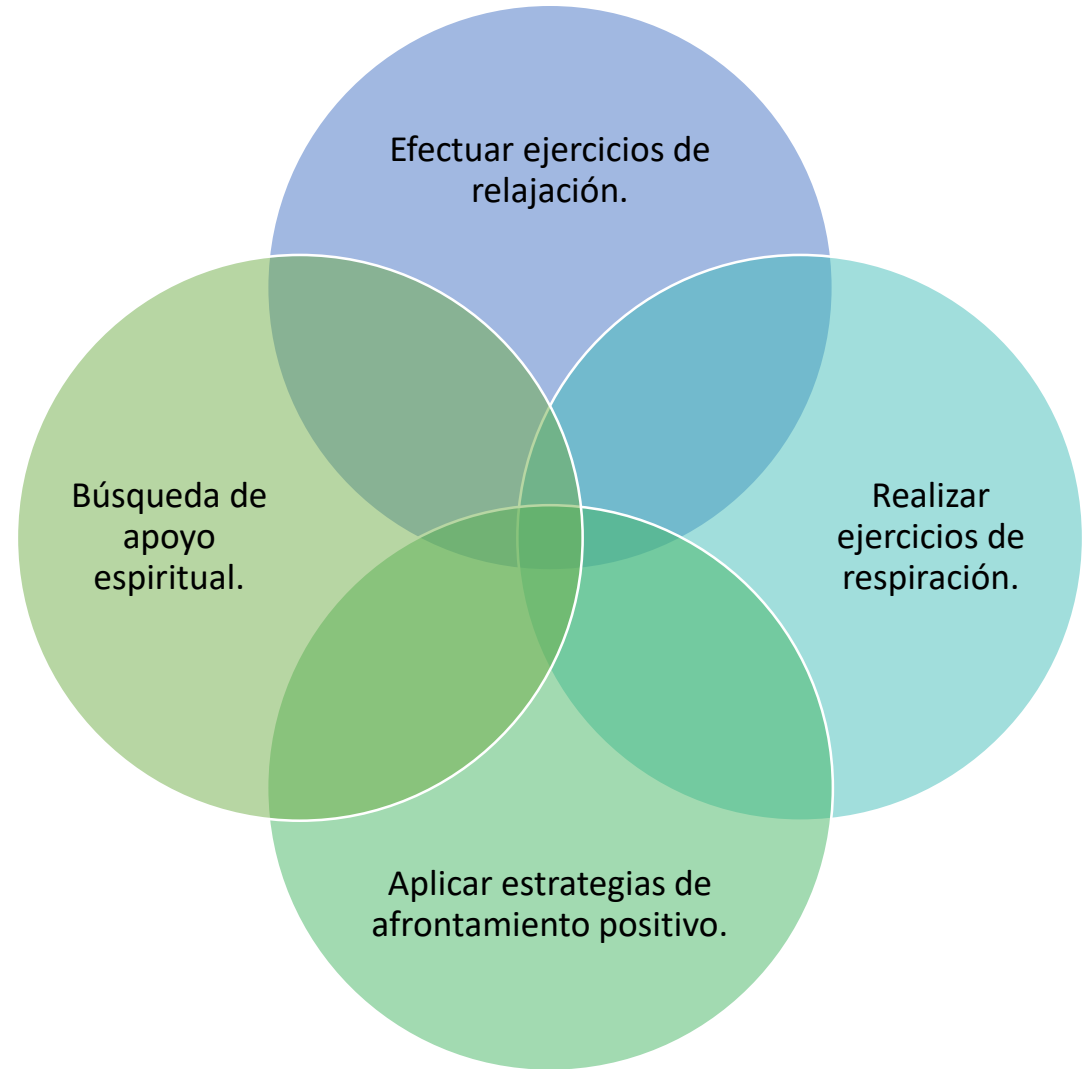 Efectuar ejercicios de
relajación.
Búsqueda de
apoyo
espiritual.
Realizar
ejercicios de
respiración.
Aplicar estrategias de
afrontamiento positivo.